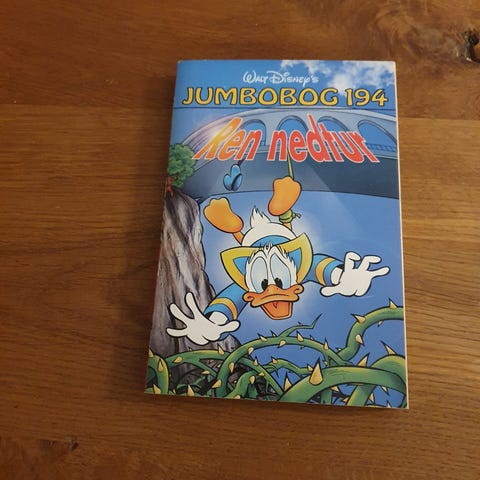 Walt Disney's
JUMBOBOG 194
Ren nedtur